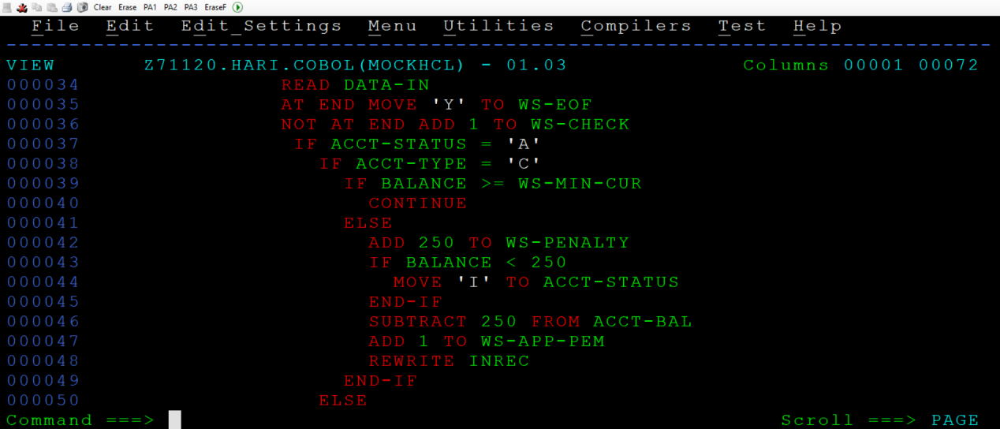 Clear Erase PA1 PA2 PA3 EraseF
File Edit Edit_Settings Menu Utilities Compilers Test Help
VIEW Z71120.HARI.COBOL(MOCKHCL) - 01.03 Columns 00001 00072
000034 READ DATA-IN
000035 AT END MOVE 'Y' TO WS-EOF
000036 NOT AT END ADD 1 TO WS-CHECK
000037 IF ACCT-STATUS = 'A'
000038 IF ACCT-TYPE = 'C'
000039 IF BALANCE >= WS-MIN-CUR
000040 CONTINUE
000041 ELSE
000042 ADD 250 TO WS-PENALTY
000043 IF BALANCE < 250
000044 MOVE 'I' TO ACCT-STATUS
000045 END-IF
000046 SUBTRACT 250 FROM ACCT-BAL
000047 ADD 1 TO WS-APP-PEM
000048 REWRITE INREC
000049 END-IF
000050 ELSE
Command ===> Scroll ===> PAGE